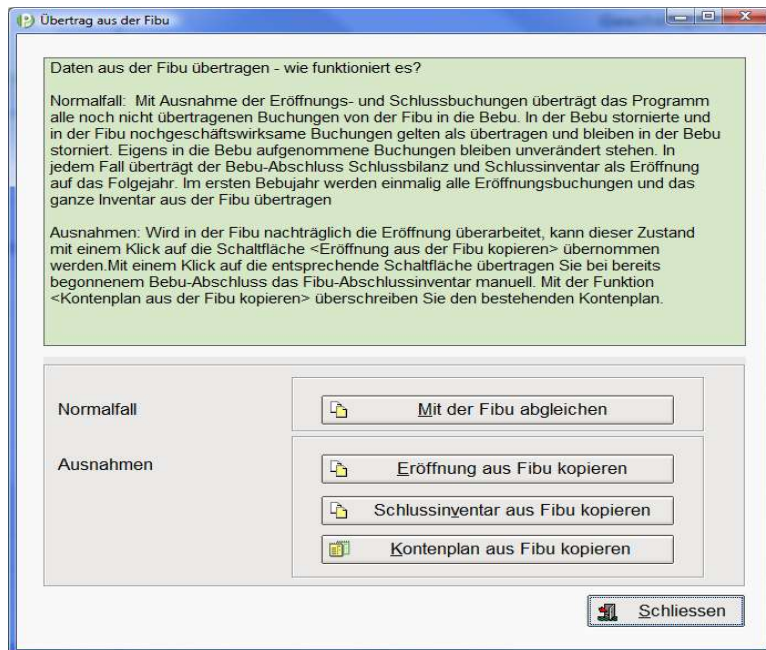 Übertrag aus der Fibu
Daten aus der Fibu übertragen - wie funktioniert es?
Normalfall: Mit Ausnahme der Eröffnungs- und Schlussbuchungen überträgt das Programm
alle noch nicht übertragenen Buchungen von der Fibu in die Bebu. In der Bebu stornierte und
in der Fibu nochgeschäftswirksame Buchungen gelten als übertragen und bleiben in der Bebu
storniert. Eigens in die Bebu aufgenommene Buchungen bleiben unverändert stehen. In
jedem Fall überträgt der Bebu-Abschluss Schlussbilanz und Schlussinventar als Eröffnung
auf das Folgejahr. Im ersten Bebujahr werden einmalig alle Eröffnungsbuchungen und das
ganze Inventar aus der Fibu übertragen
Ausnahmen: Wird in der Fibu nachträglich die Eröffnung überarbeitet, kann dieser Zustand
mit einem Klick auf die Schaltfläche <Eröffnung aus der Fibu kopieren> übernommen
werden.Mit einem Klick auf die entsprechende Schaltfläche übertragen Sie bei bereits
begonnenem Bebu-Abschluss das Fibu-Abschlussinventar manuell. Mit der Funktion
<Kontenplan aus der Fibu kopieren> überschreiben Sie den bestehenden Kontenplan.
Normalfall
Mit der Fibu abgleichen
Ausnahmen
Eröffnung aus Fibu kopieren
Schlussinventar aus Fibu kopieren
Kontenplan aus Fibu kopieren
Schliessen